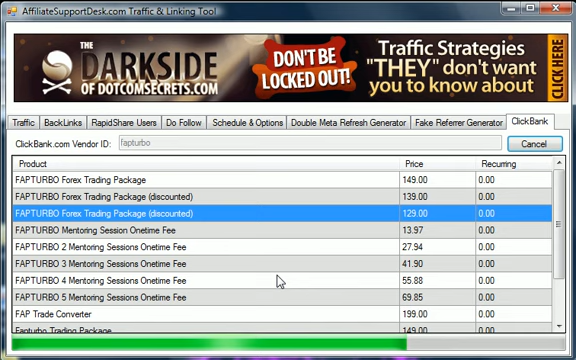 AffiliateSupportDesk.com Traffic & Linking Tool
THE DARKSIDE OF DOTCOMSECRETS.COM
DON'T BE LOCKED OUT!
Traffic Strategies "THEY" don't want you to know about
CLICK HERE
Traffic BackLinks RapidShare Users Do Follow Schedule & Options Double Meta Refresh Generator Fake Referrer Generator ClickBank
ClickBank.com Vendor ID: fapturbo Cancel
Product Price Recurring
FAPTURBO Forex Trading Package 149.00 0.00
FAPTURBO Forex Trading Package (discounted) 139.00 0.00
FAPTURBO Forex Trading Package (discounted) 129.00 0.00
FAPTURBO Mentoring Session Onetime Fee 13.97 0.00
FAPTURBO 2 Mentoring Sessions Onetime Fee 27.94 0.00
FAPTURBO 3 Mentoring Sessions Onetime Fee 41.90 0.00
FAPTURBO 4 Mentoring Sessions Onetime Fee 55.88 0.00
FAPTURBO 5 Mentoring Sessions Onetime Fee 69.85 0.00
FAP Trade Converter 199.00 0.00
Fapturbo Trading Package 149.00 0.00